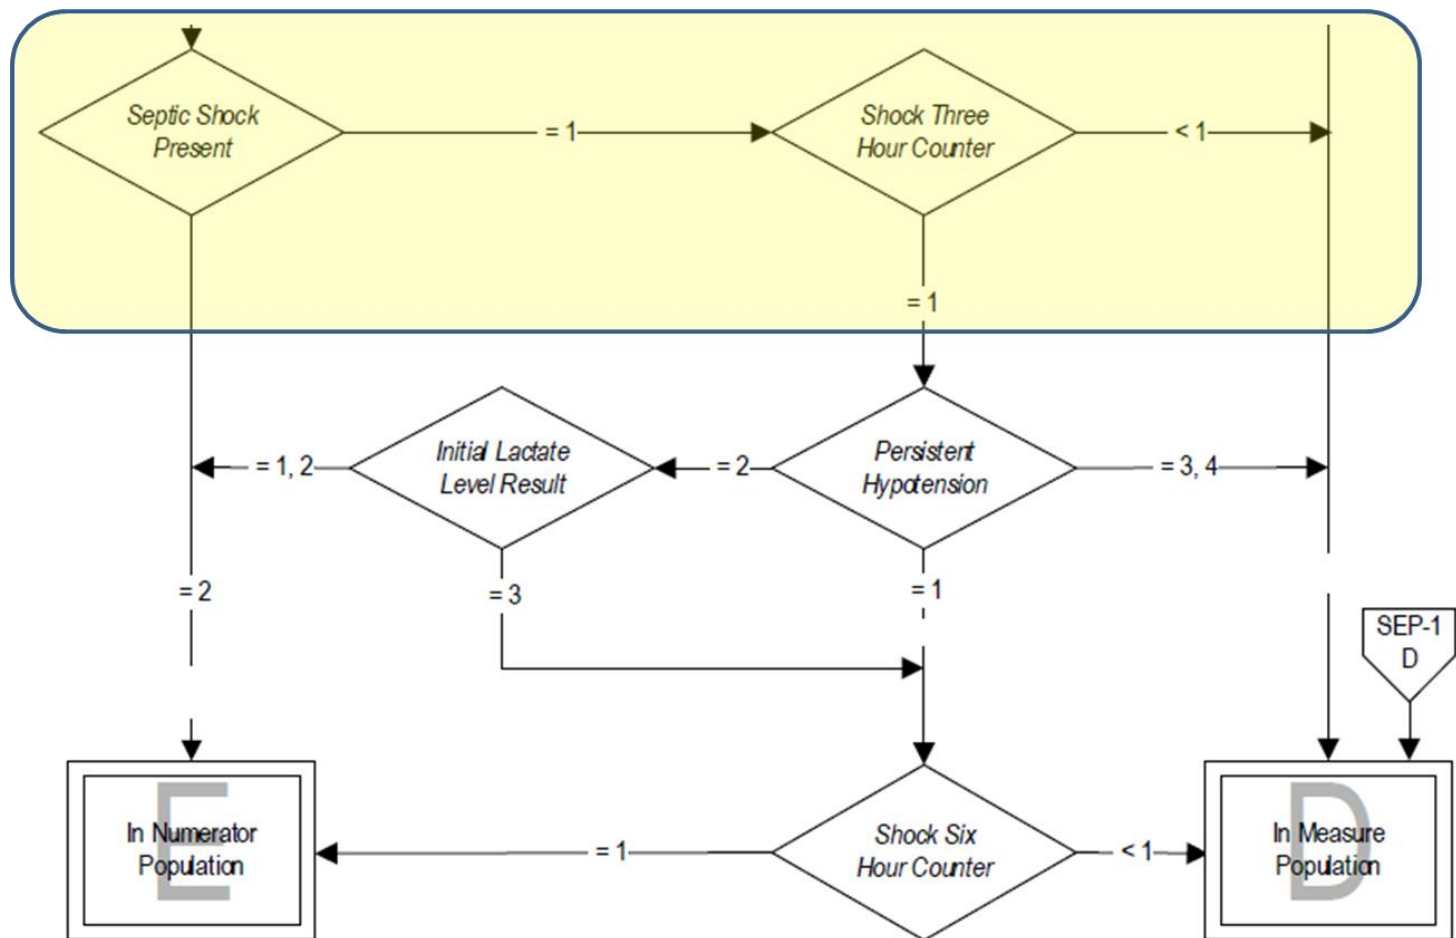 Septic Shock
Present
= 1
Shock Three
Hour Counter
< 1
= 1
= 1, 2
Initial Lactate
Level Result
= 2
Persistent
Hypotension
= 3, 4
= 2
= 3
= 1
SEP-1
D
E
In Numerator
Population
= 1
Shock Six
Hour Counter
< 1
D
In Measure
Population